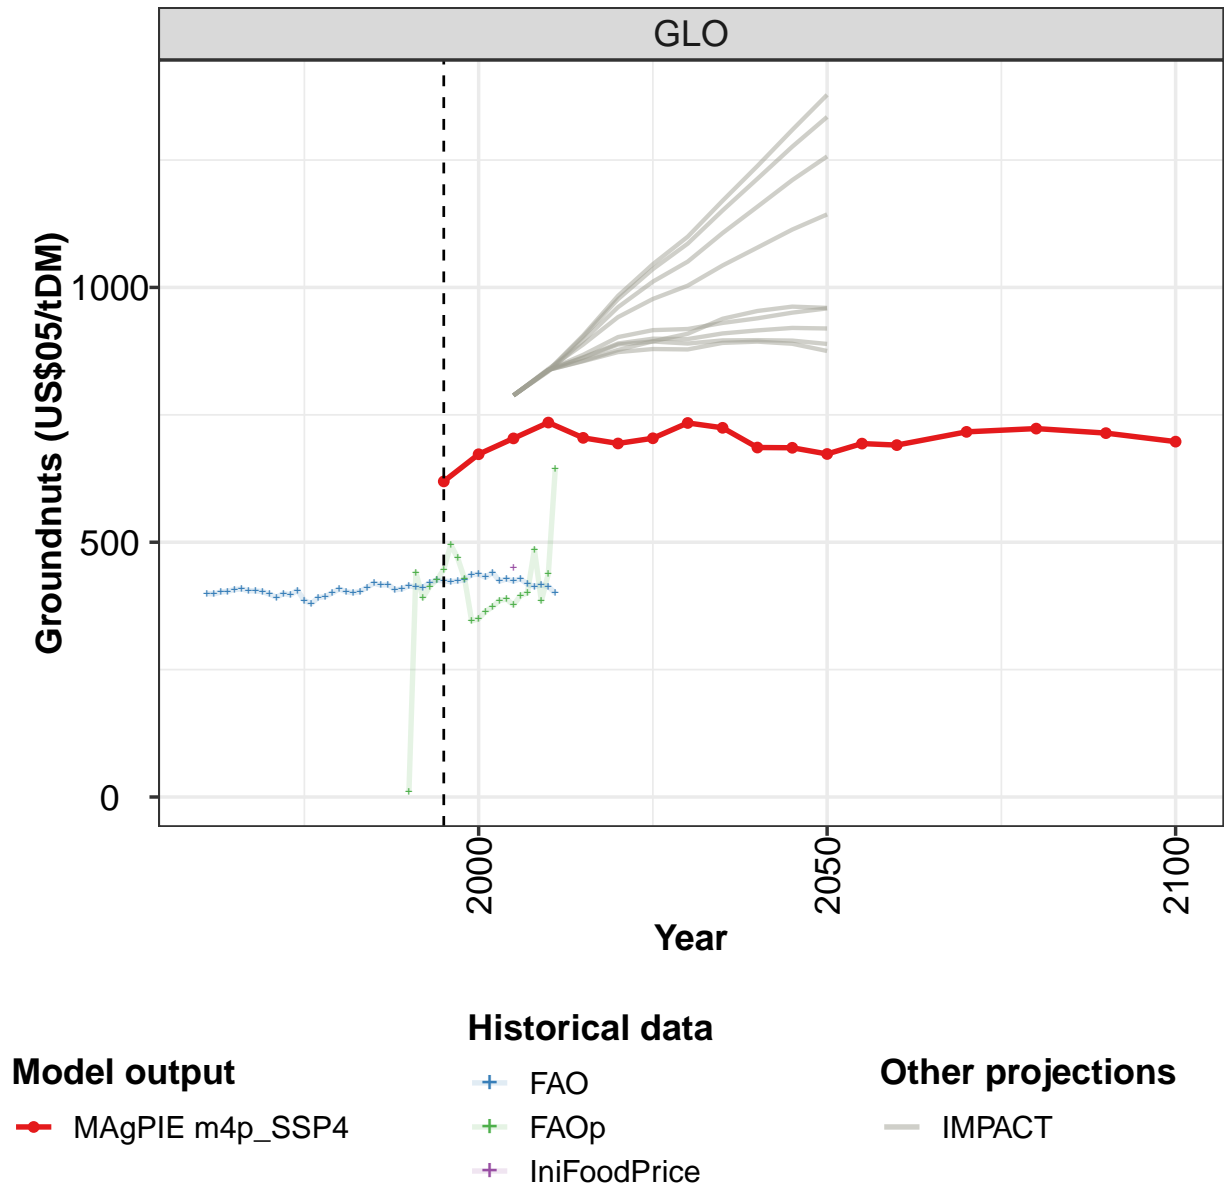 GLO
Groundnuts (US$05/tDM)
1000
500
0
2000
2050
2100
Year
Model output
MAgPIE m4p_SSP4
Historical data
FAO
FAOp
IniFoodPrice
Other projections
IMPACT